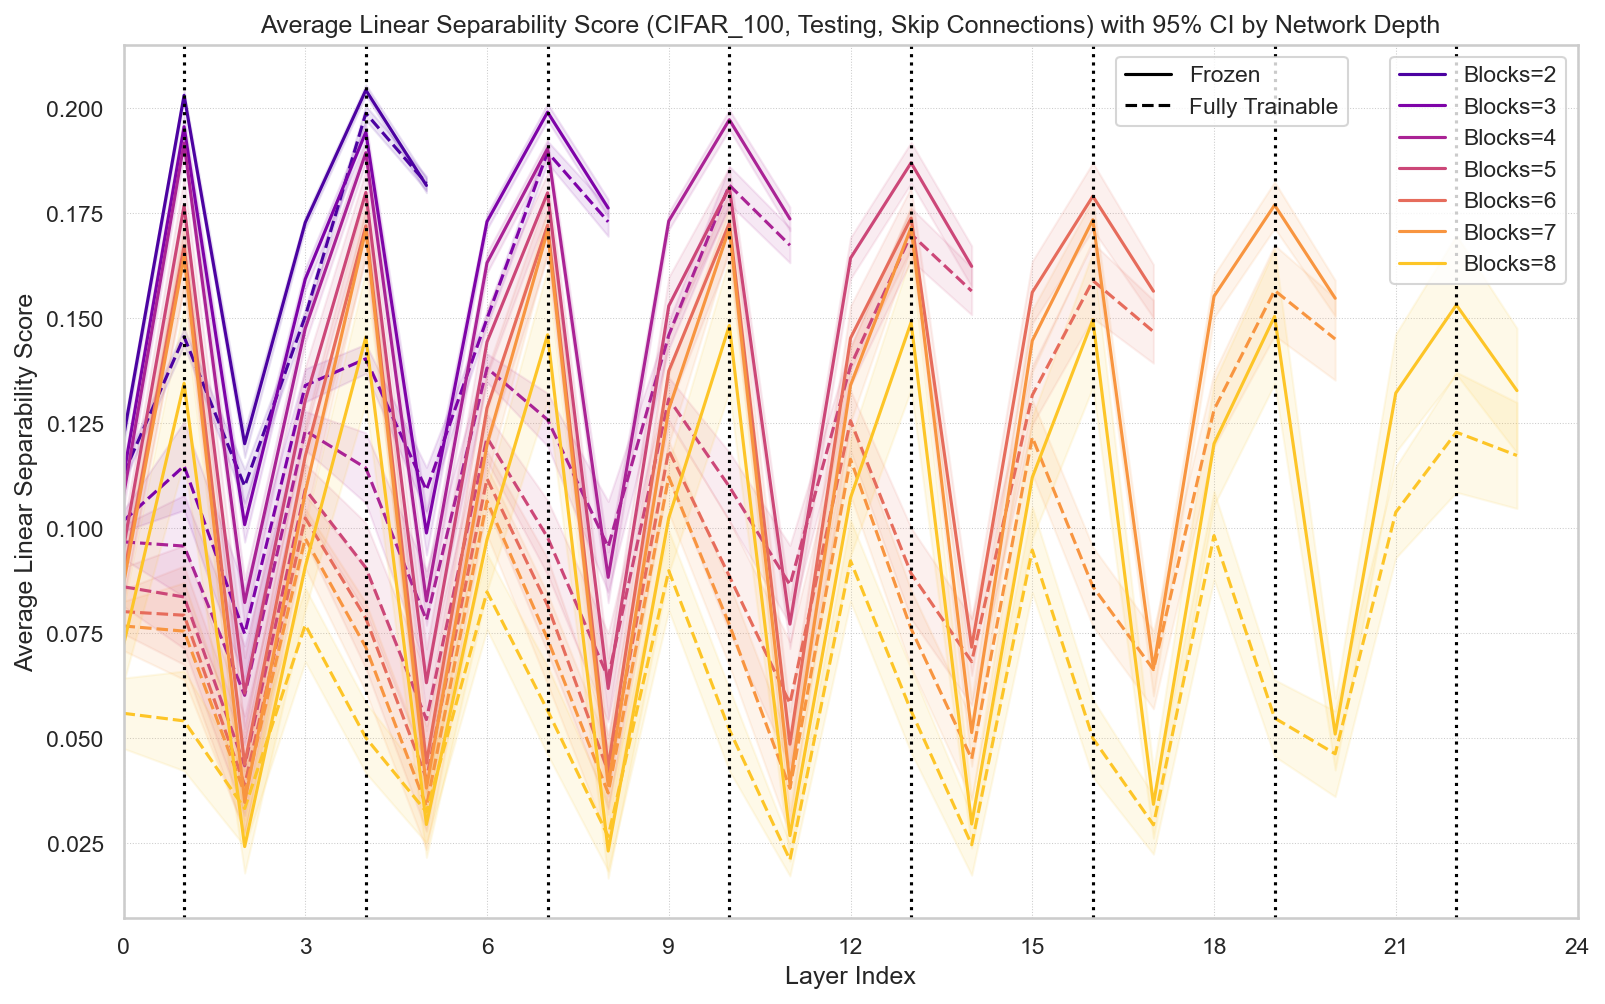 Average Linear Separability Score (CIFAR_100, Testing, Skip Connections) with 95% CI by Network Depth
Frozen
Fully Trainable
Blocks=2
Blocks=3
Blocks=4
Blocks=5
Blocks=6
Blocks=7
Blocks=8
Average Linear Separability Score
0.200
0.175
0.150
0.125
0.100
0.075
0.050
0.025
0 3 6 9 12 15 18 21 24
Layer Index